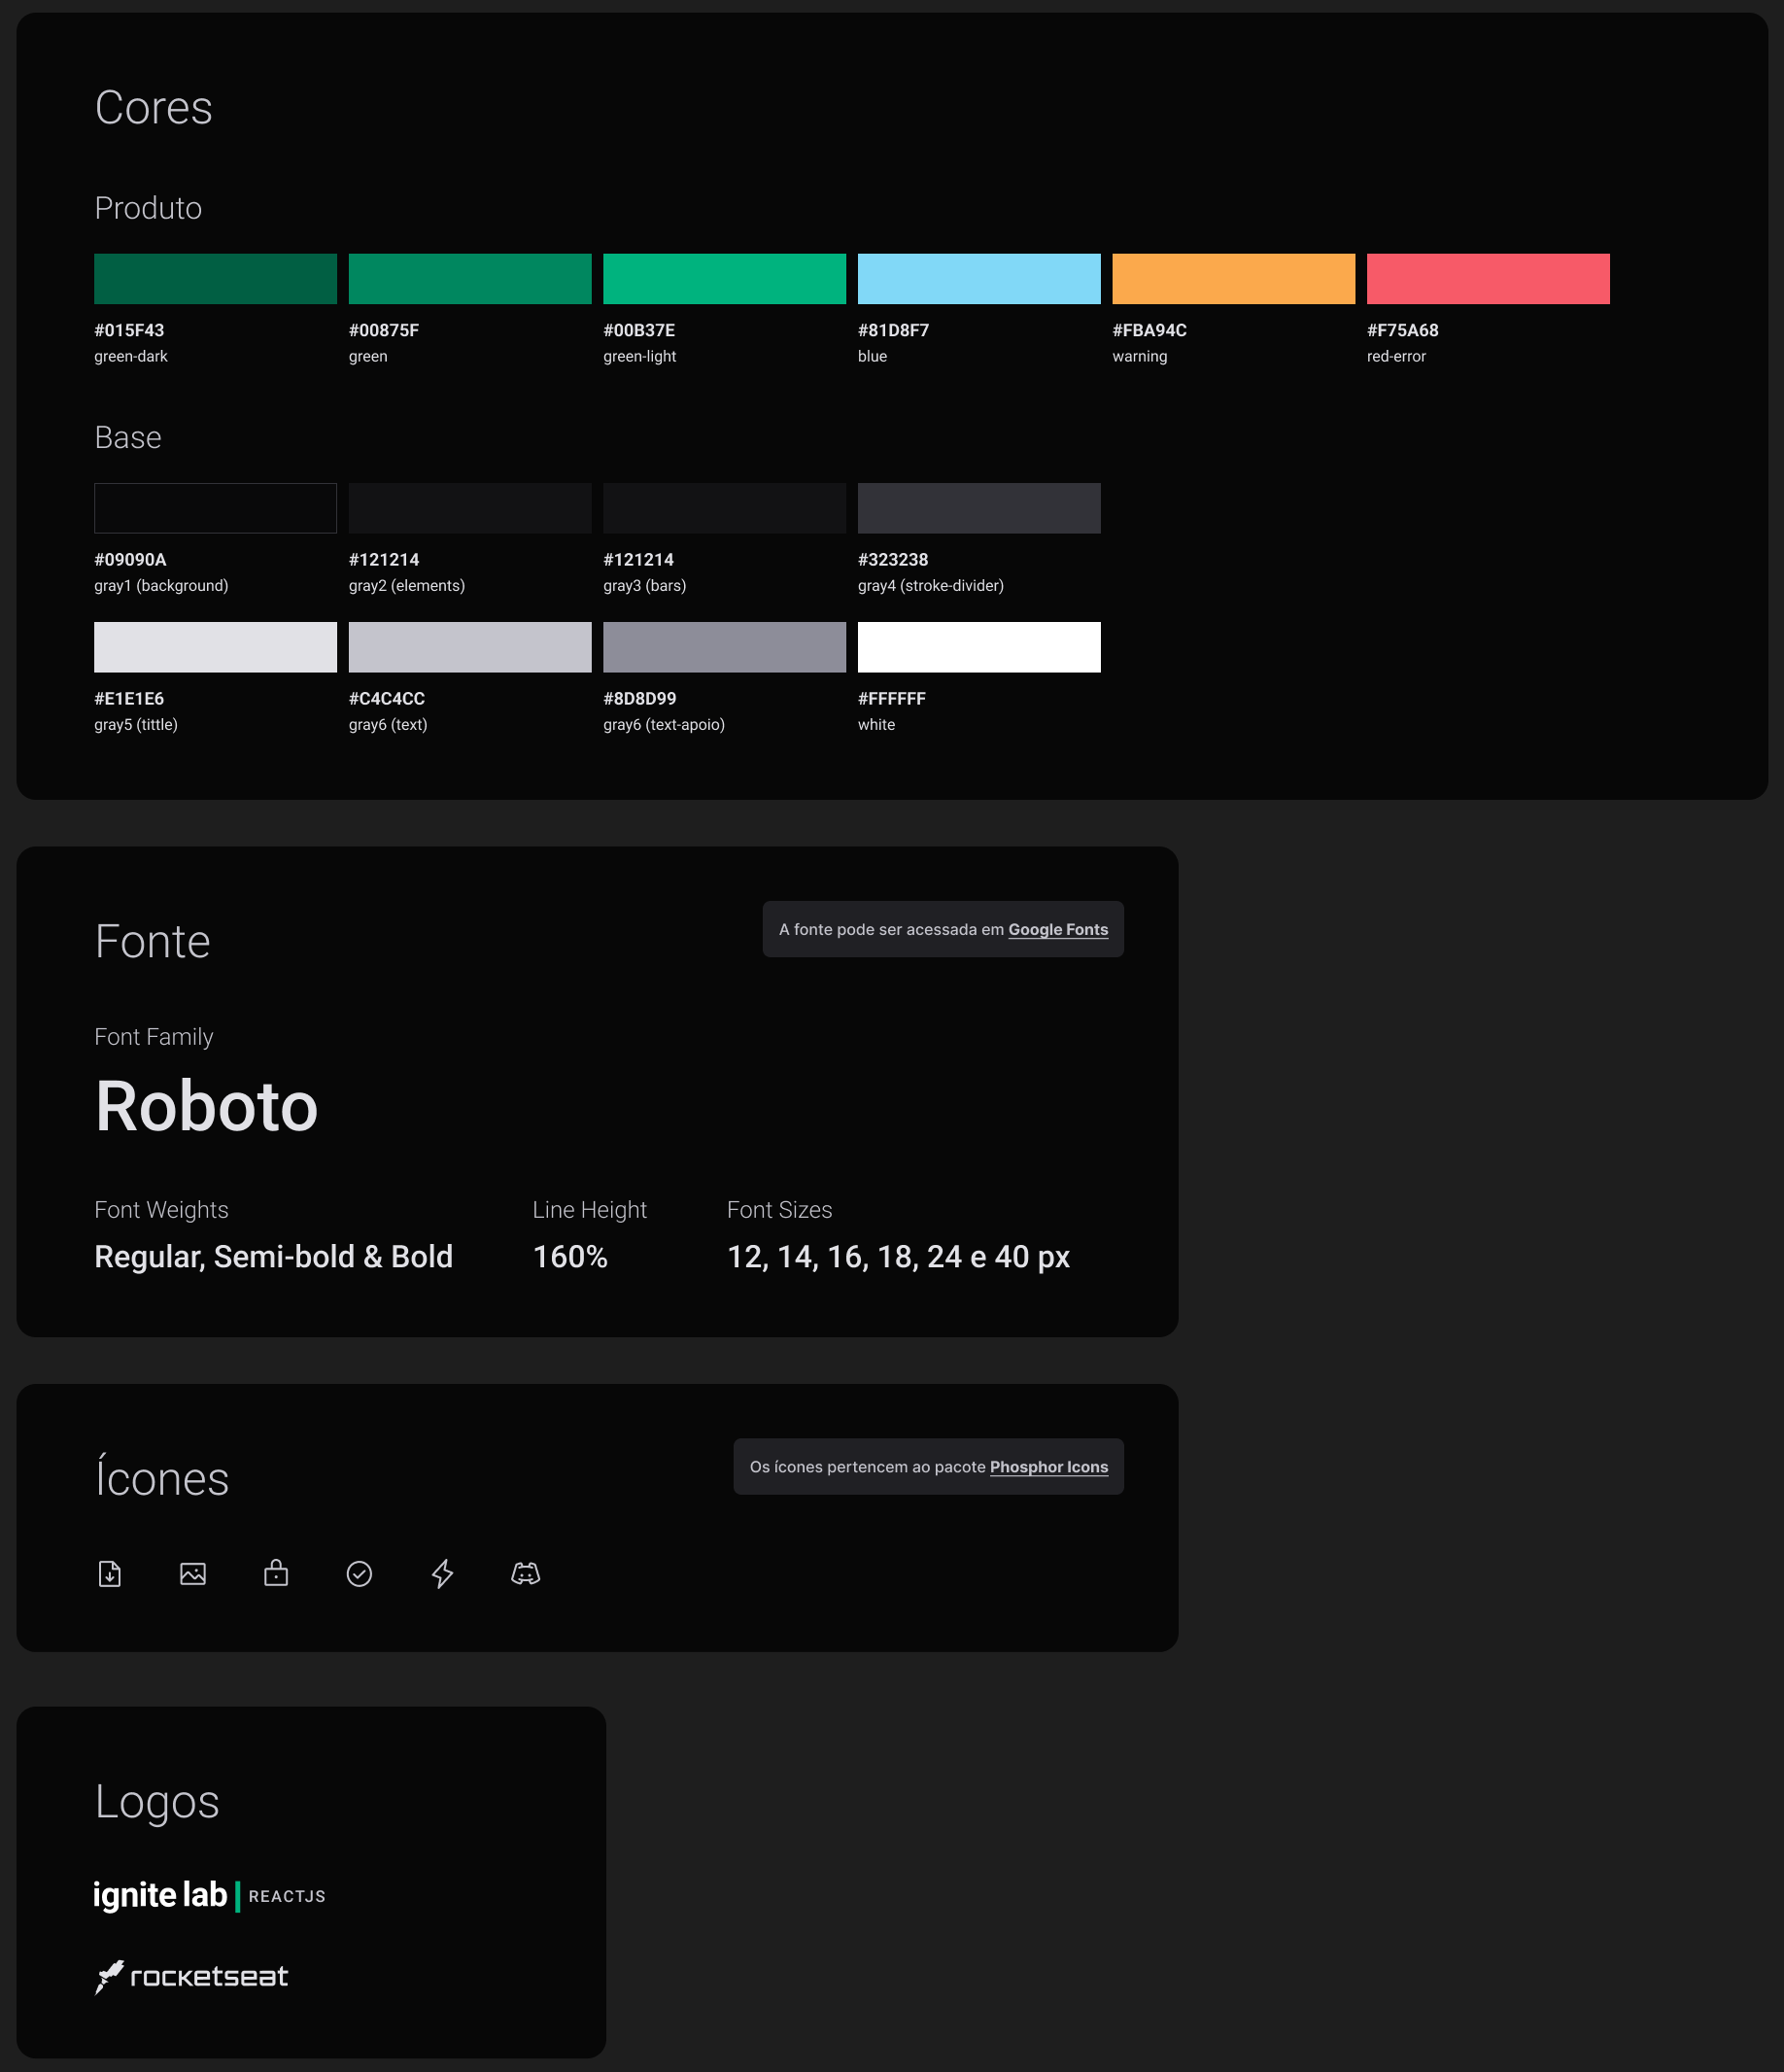 Cores
Produto
#015F43 #00875F #00B37E #81D8F7 #FBA94C #F75A68
green-dark green green-light blue warning red-error
Base
#09090A #121214 #121214 #323238
gray1 (background) gray2 (elements) gray3 (bars) gray4 (stroke-divider)
#E1E1E6 #C4C4CC #8D8D99 #FFFFFF
gray5 (tittle) gray6 (text) gray6 (text-apoio) white
Fonte
A fonte pode ser acessada em Google Fonts
Font Family
Roboto
Font Weights Line Height Font Sizes
Regular, Semi-bold & Bold 160% 12, 14, 16, 18, 24 e 40 px
Ícones
Os ícones pertencem ao pacote Phosphor Icons
Logos
ignite lab REACTJS
rocketseat